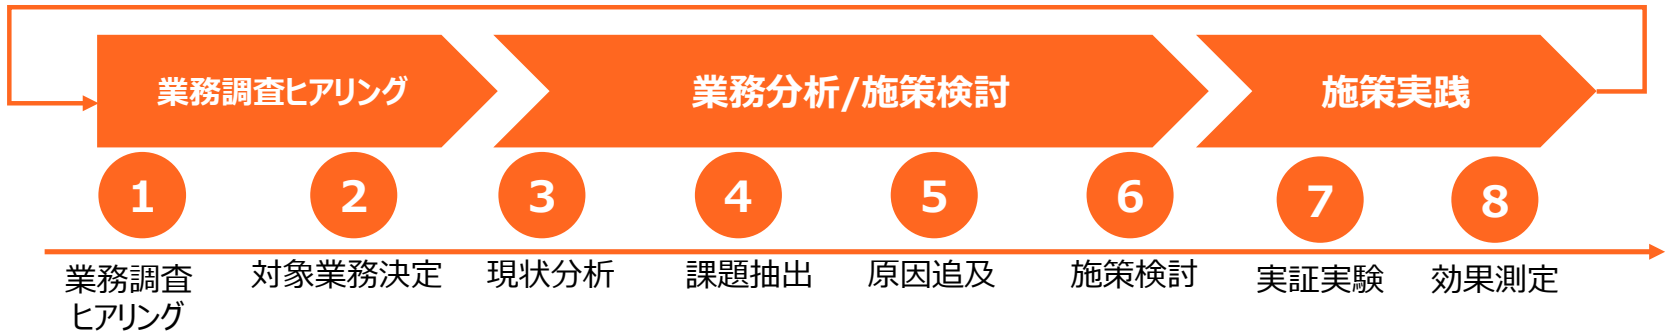 業務調査ヒアリング
業務分析/施策検討
施策実践
1
2
3
4
5
6
7
8
業務調査
ヒアリング
対象業務決定
現状分析
課題抽出
原因追及
施策検討
実証実験
効果測定